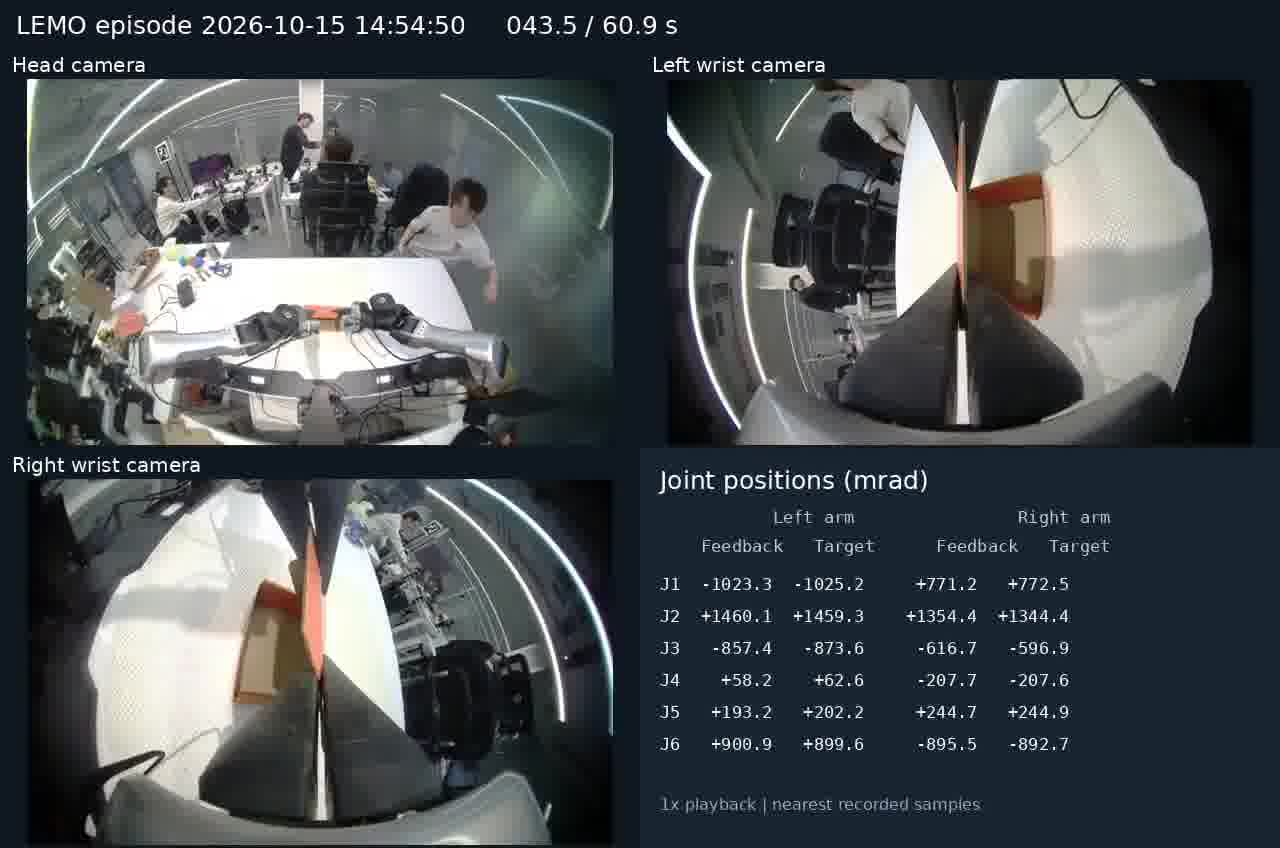 LEMO episode 2026-10-15 14:54:50 043.5 / 60.9 s
Head camera
Left wrist camera
Right wrist camera
Joint positions (mrad)
Left arm Right arm
Feedback Target Feedback Target
J1 -1023.3 -1025.2 +771.2 +772.5
J2 +1460.1 +1459.3 +1354.4 +1344.4
J3 -857.4 -873.6 -616.7 -596.9
J4 +58.2 +62.6 -207.7 -207.6
J5 +193.2 +202.2 +244.7 +244.9
J6 +900.9 +899.6 -895.5 -892.7
1x playback | nearest recorded samples